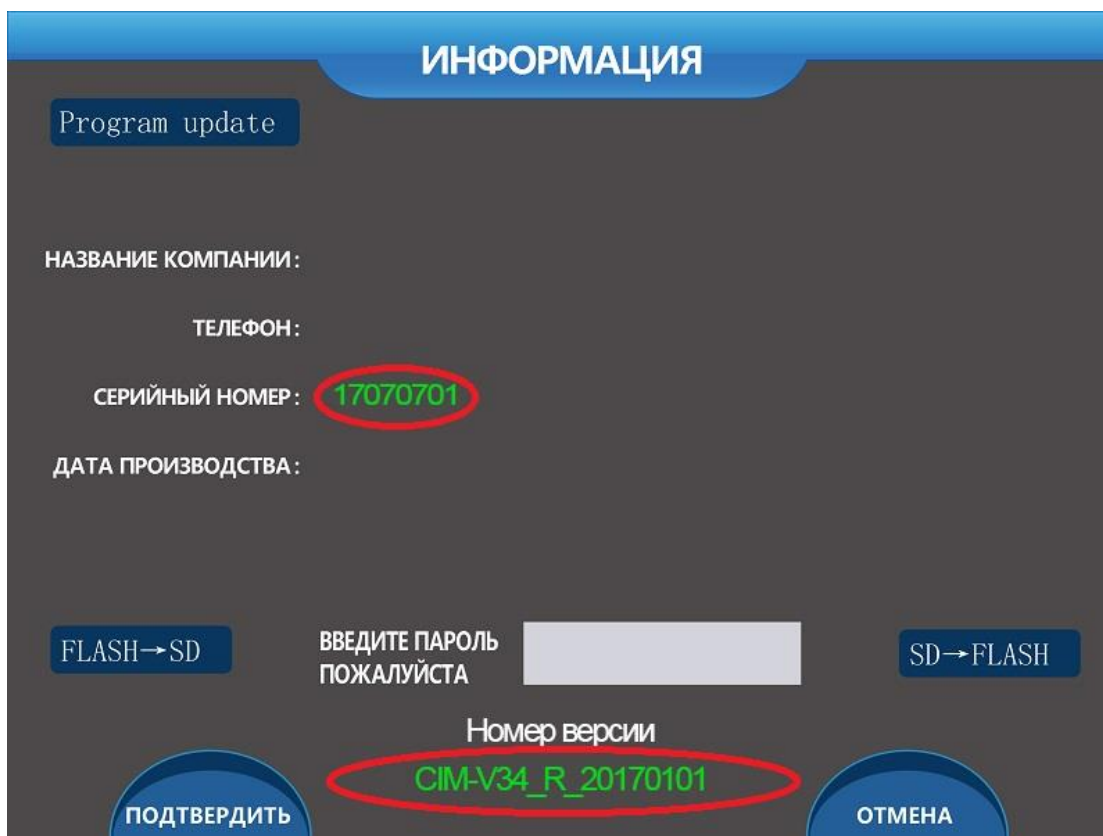 ИНФОРМАЦИЯ
Program update
НАЗВАНИЕ КОМПАНИИ:
ТЕЛЕФОН:
СЕРИЙНЫЙ НОМЕР: 17070701
ДАТА ПРОИЗВОДСТВА:
FLASH→SD
ВВЕДИТЕ ПАРОЛЬ
ПОЖАЛУЙСТА
SD→FLASH
Номер версии
CIM-V34_R_20170101
ПОДТВЕРДИТЬ
ОТМЕНА